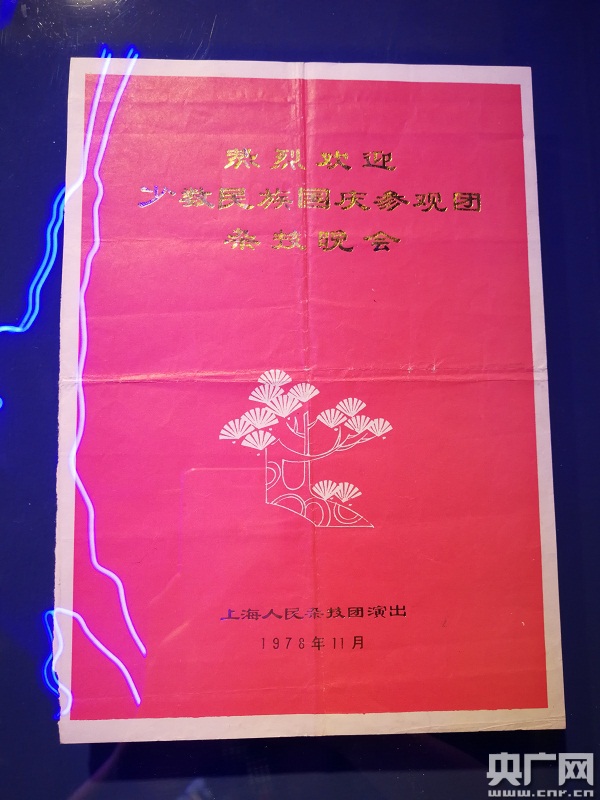 热烈欢迎
少数民族国庆参观团
杂技晚会
上海人民杂技团演出
1978年11月
央广网
www.cnr.cn